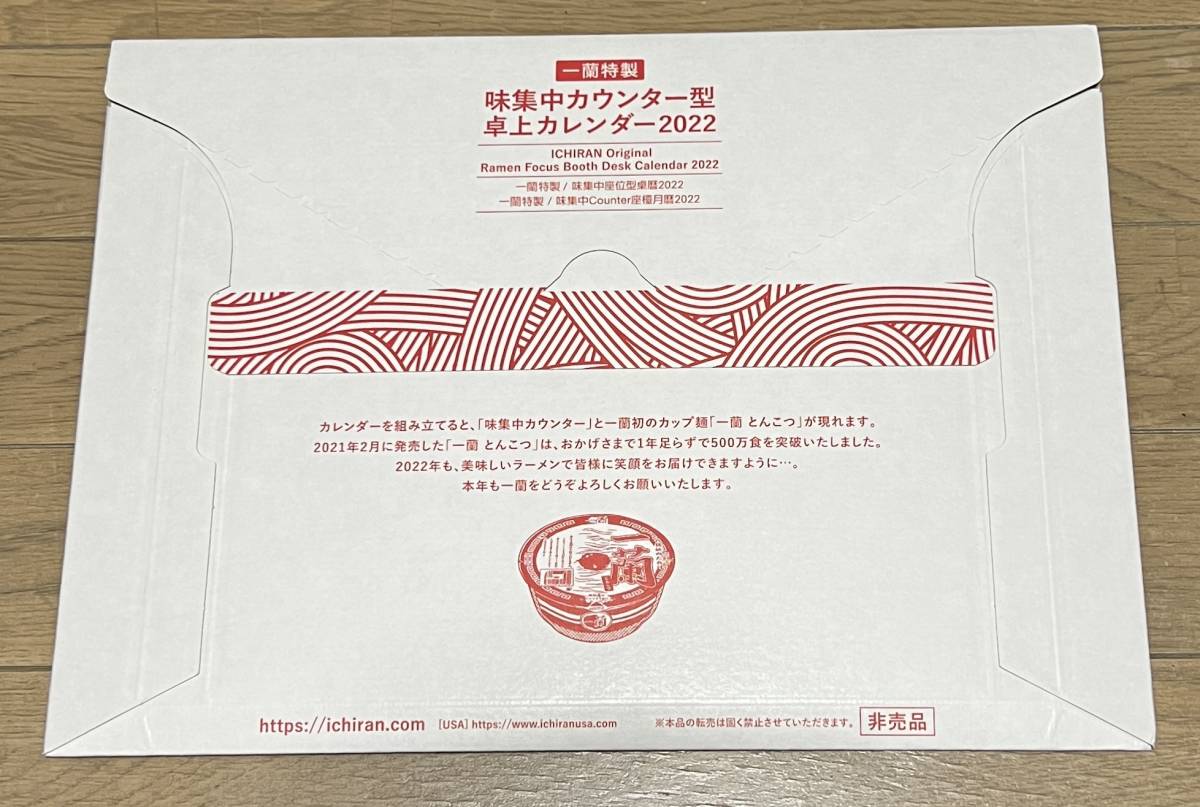 一蘭特製
味集中カウンター型
卓上カレンダー2022
ICHIRAN Original
Ramen Focus Booth Desk Calendar 2022
一蘭特製 / 味集中座位型桌曆2022
一蘭特製 / 味集中Counter座檯月曆2022
カレンダーを組み立てると、「味集中カウンター」と一蘭初のカップ麺「一蘭 とんこつ」が現れます。
2021年2月に発売した「一蘭 とんこつ」は、おかげさまで1年足らずで500万食を突破いたしました。
2022年も、美味しいラーメンで皆様に笑顔をお届けできますように…。
本年も一蘭をどうぞよろしくお願いいたします。
一蘭
一蘭
https://ichiran.com [USA] https://www.ichiranusa.com ※本品の転売は固く禁止させていただきます。 非売品